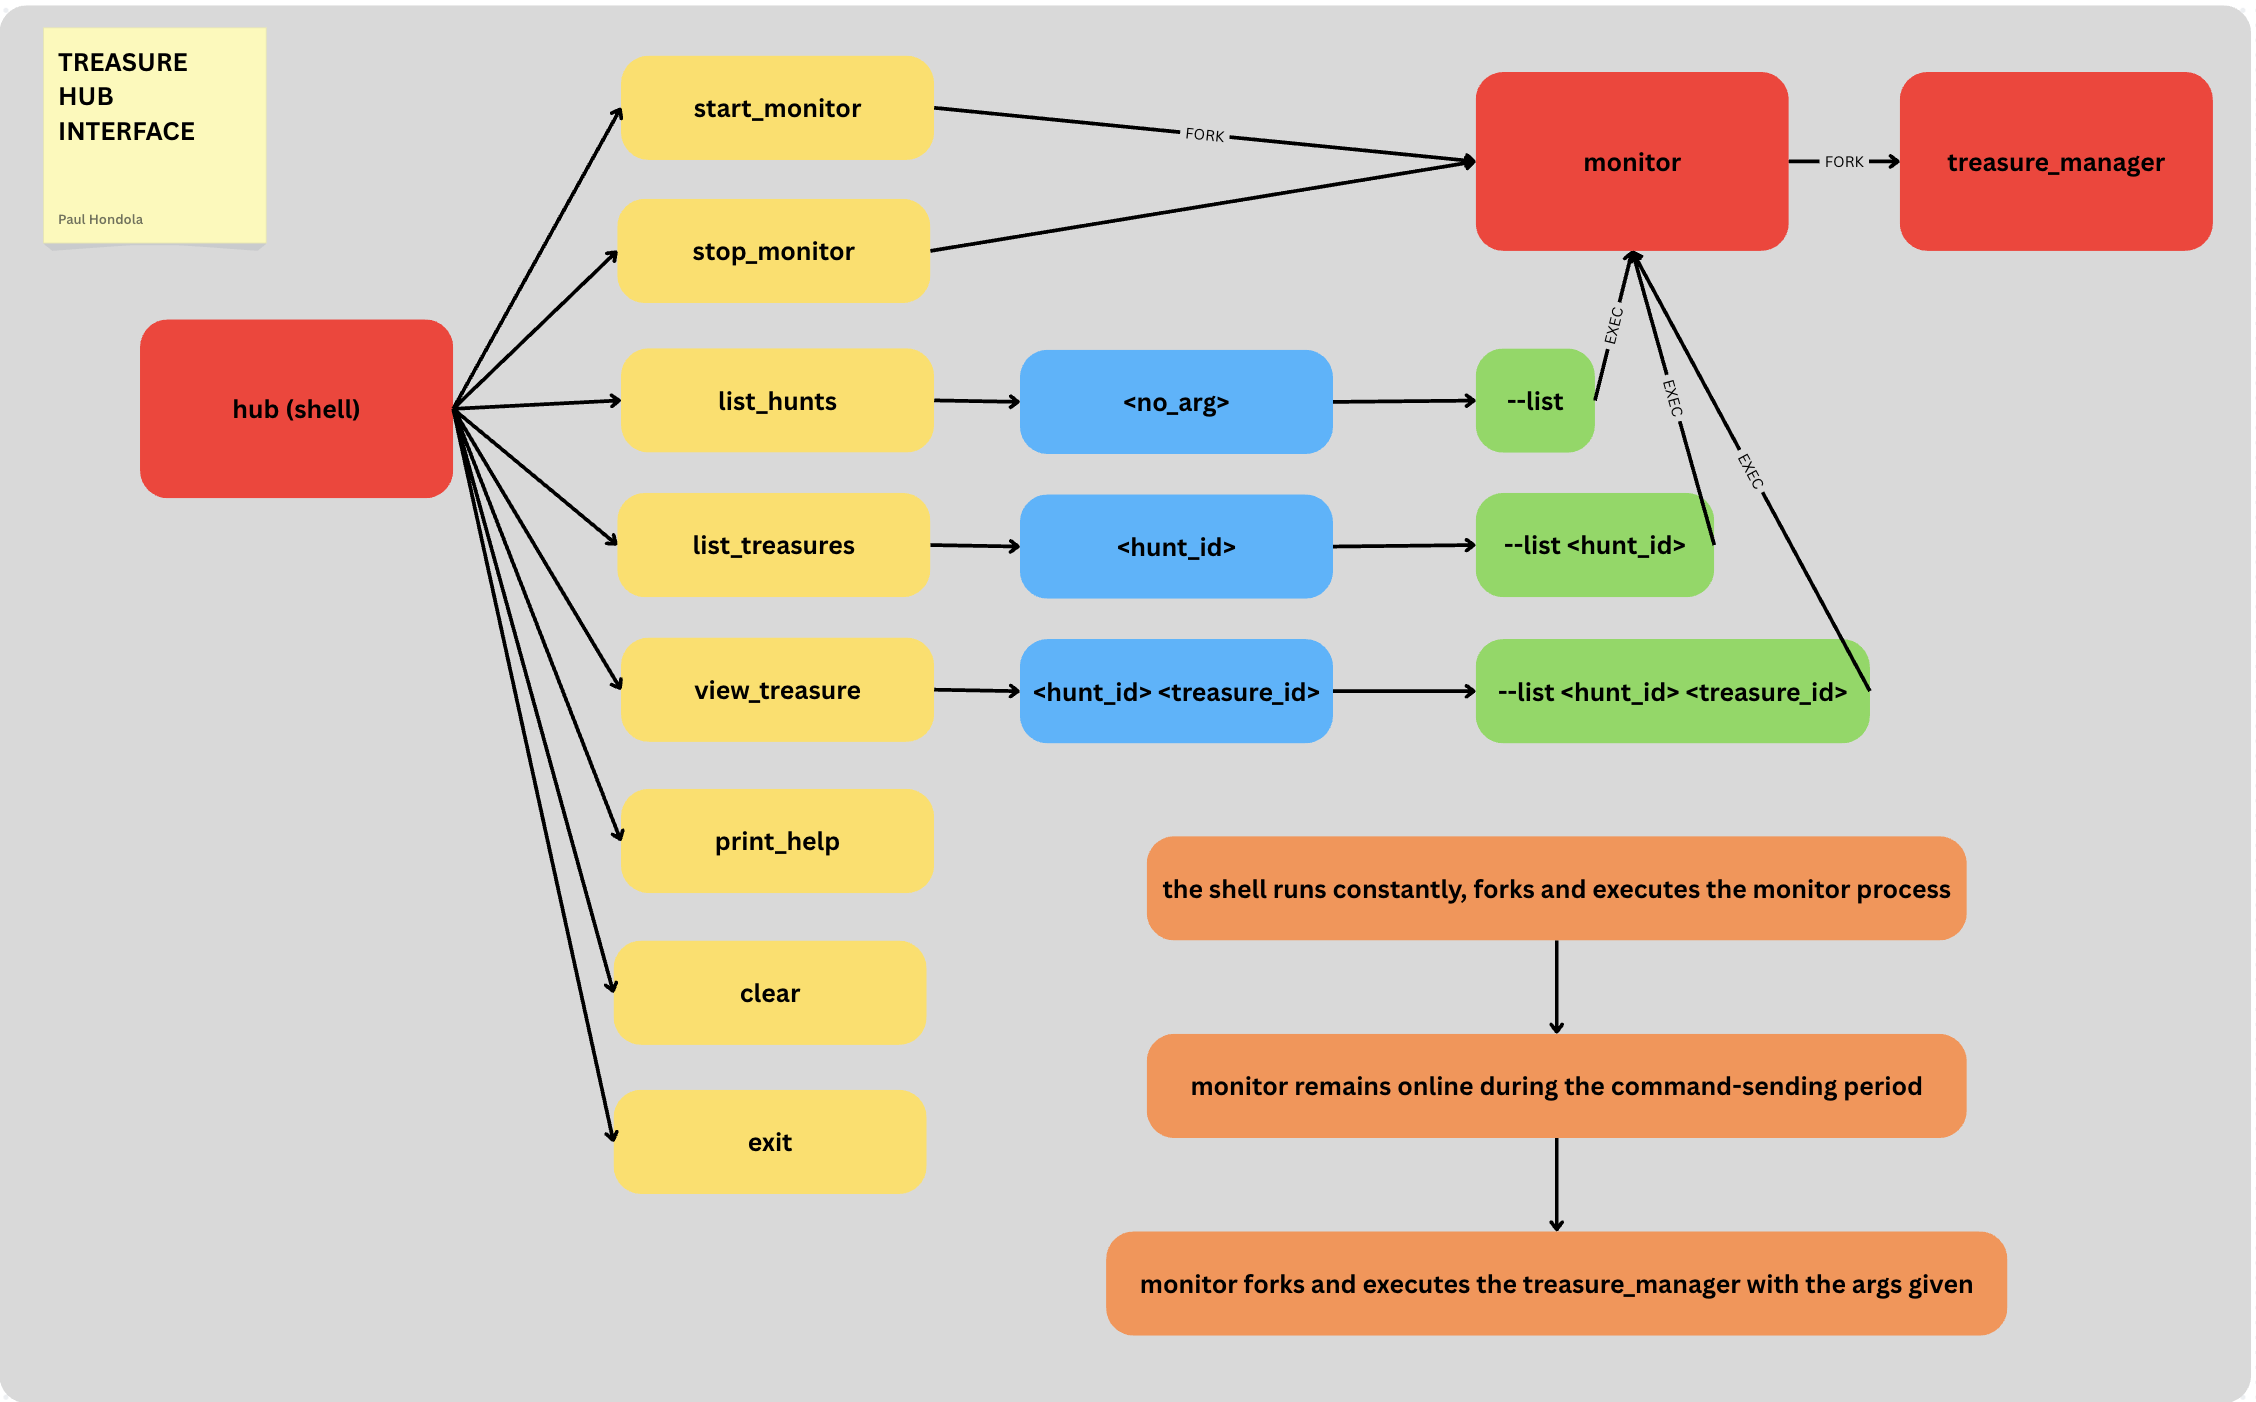 TREASURE
HUB
INTERFACE
Paul Hondola
hub (shell)
start_monitor
FORK
monitor
FORK
treasure_manager
stop_monitor
list_hunts
<no_arg>
--list
EXEC
list_treasures
<hunt_id>
--list <hunt_id>
EXEC
view_treasure
<hunt_id> <treasure_id>
--list <hunt_id> <treasure_id>
EXEC
print_help
clear
exit
the shell runs constantly, forks and executes the monitor process
monitor remains online during the command-sending period
monitor forks and executes the treasure_manager with the args given